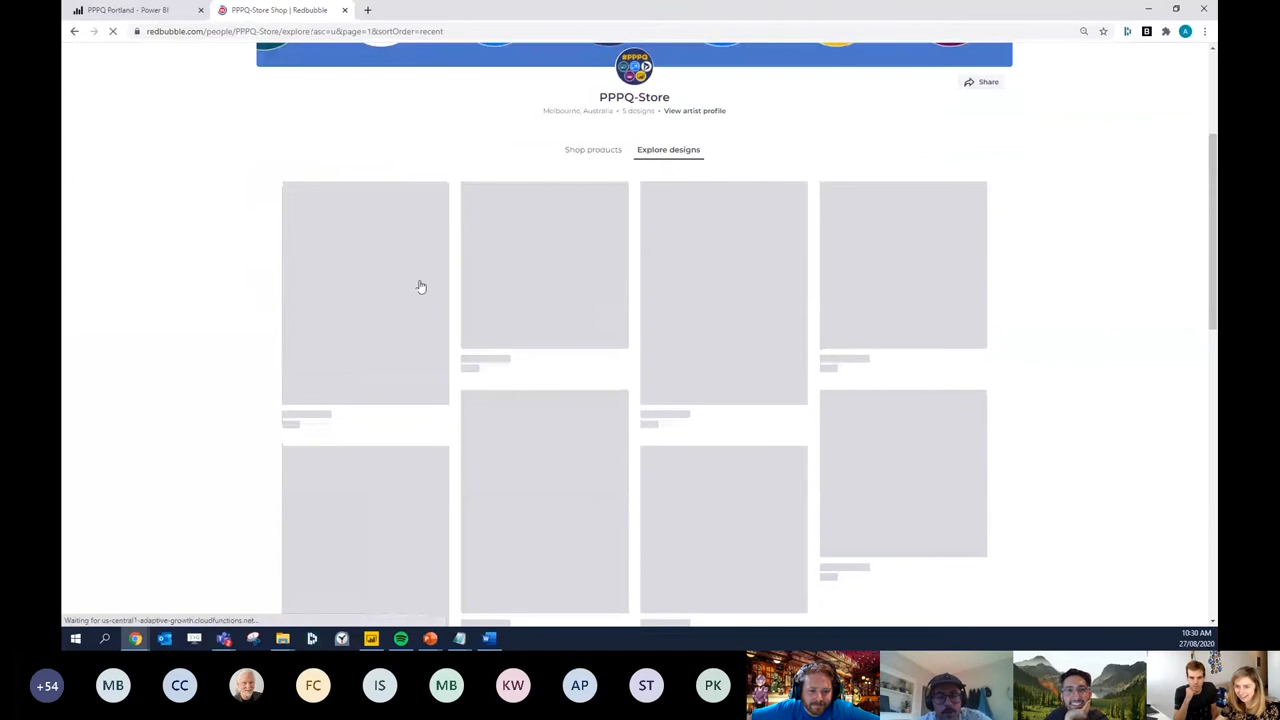 PPPQ Portland - Power BI
PPPQ-Store Shop | Redbubble
redbubble.com/people/PPPQ-Store/explore?asc=u&page=1&sortOrder=recent
#PPPQ
PPPQ-Store
Share
Melbourne, Australia • 5 designs • View artist profile
Shop products
Explore designs
Waiting for us-central1-adaptive-growth.cloudfunctions.net...
10:30 AM
27/08/2020
+54
MB
CC
FC
IS
MB
KW
AP
ST
PK